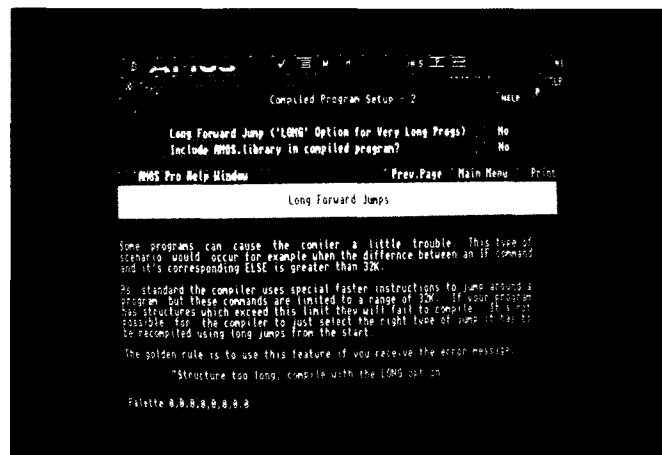 AMOS
Compiled Program Setup - 2
HELP
Long Forward Jump ('LONG' Option for Very Long Progs) No
Include AMOS.library in compiled program? No
AMOS Pro Help Window Prev.Page Main Menu Print
Long Forward Jumps
Some programs can cause the comiler a little trouble. This type of
scenario would occur for example when the differnce between an If command
and it's corresponding ELSE is greater than 32K.
As standard the compiler uses special faster instructions to jump around a
program but these commands are limited to a range of 32K. If your program
has structures which exceed this limit they will fail to compile. It's not
possible for the compiler to just select the right type of jump it has to
be recompiled using long jumps from the start.
The golden rule is to use this feature if you receive the error message.
"Structure too long, compile with the LONG option
Palette 0,0,0,0,0,0,0,0